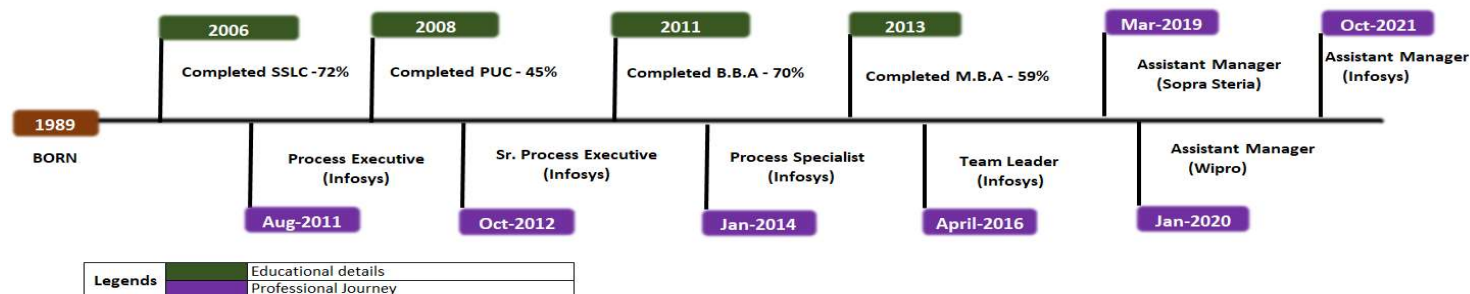 2006
2008
2011
2013
Mar-2019
Oct-2021
Completed SSLC -72%
Completed PUC - 45%
Completed B.B.A - 70%
Completed M.B.A - 59%
Assistant Manager
(Sopra Steria)
Assistant Manager
(Infosys)
1989
BORN
Process Executive
(Infosys)
Sr. Process Executive
(Infosys)
Process Specialist
(Infosys)
Team Leader
(Infosys)
Assistant Manager
(Wipro)
Aug-2011
Oct-2012
Jan-2014
April-2016
Jan-2020
Legends
Educational details
Professional Journey